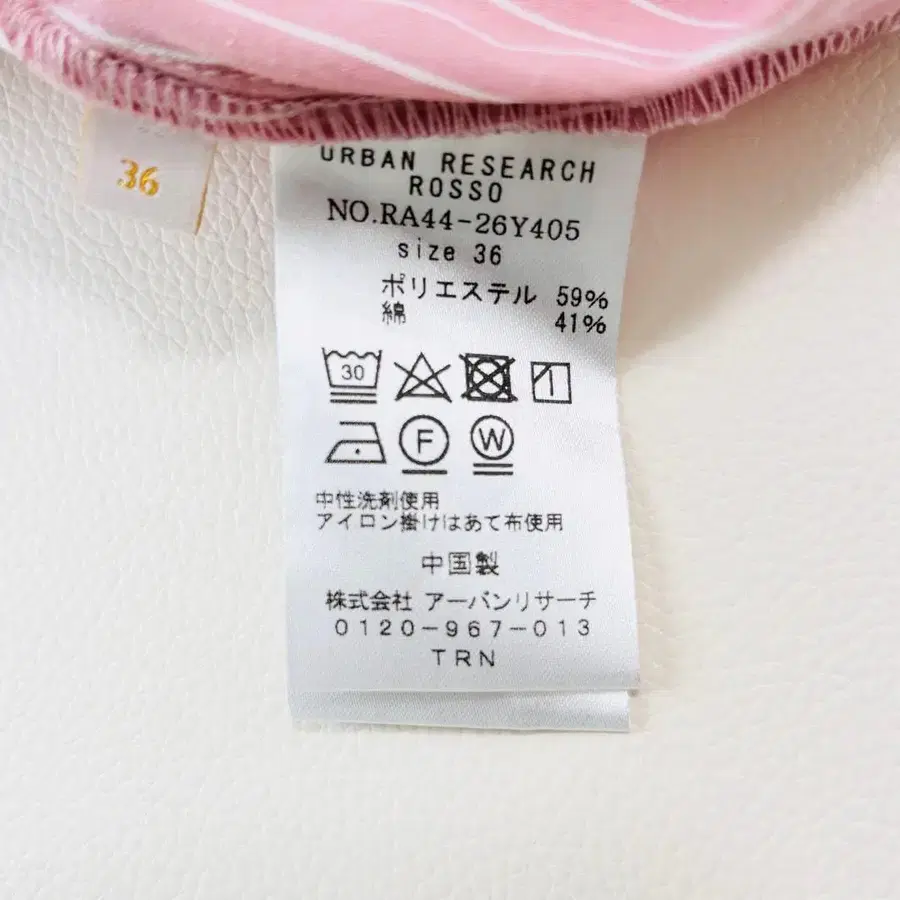 36
URBAN RESEARCH
ROSSO
NO.RA44-26Y405
size 36
ポリエステル 59%
綿 41%
30
F W
中性洗剤使用
アイロン掛けはあて布使用
中国製
株式会社 アーバンリサーチ
0120-967-013
TRN